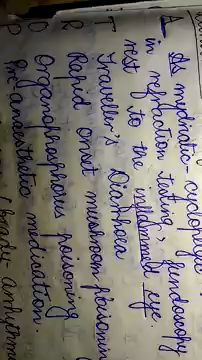 A As mydriatic-cycloplegic
in refraction testing, fundoscopy
rest to the inflammed eye.
T Traveller's Diarrhoea
R Rapid onset mushroom poisoning
O Organophosphorus poisoning
P Pre anaesthetic medication